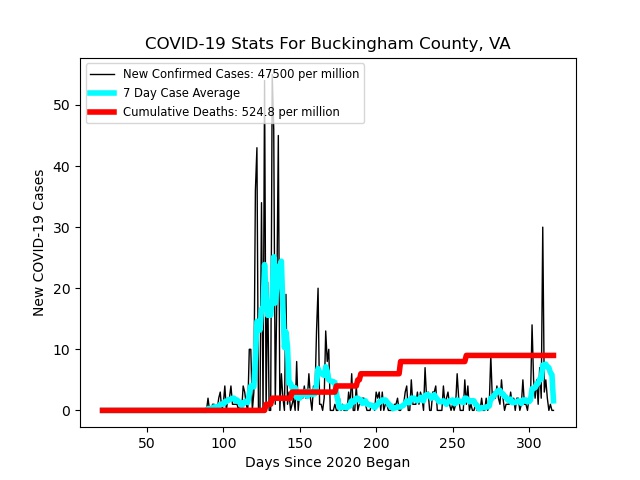 COVID-19 Stats For Buckingham County, VA
New Confirmed Cases: 47500 per million
7 Day Case Average
Cumulative Deaths: 524.8 per million
New COVID-19 Cases
50
40
30
20
10
0
50 100 150 200 250 300
Days Since 2020 Began